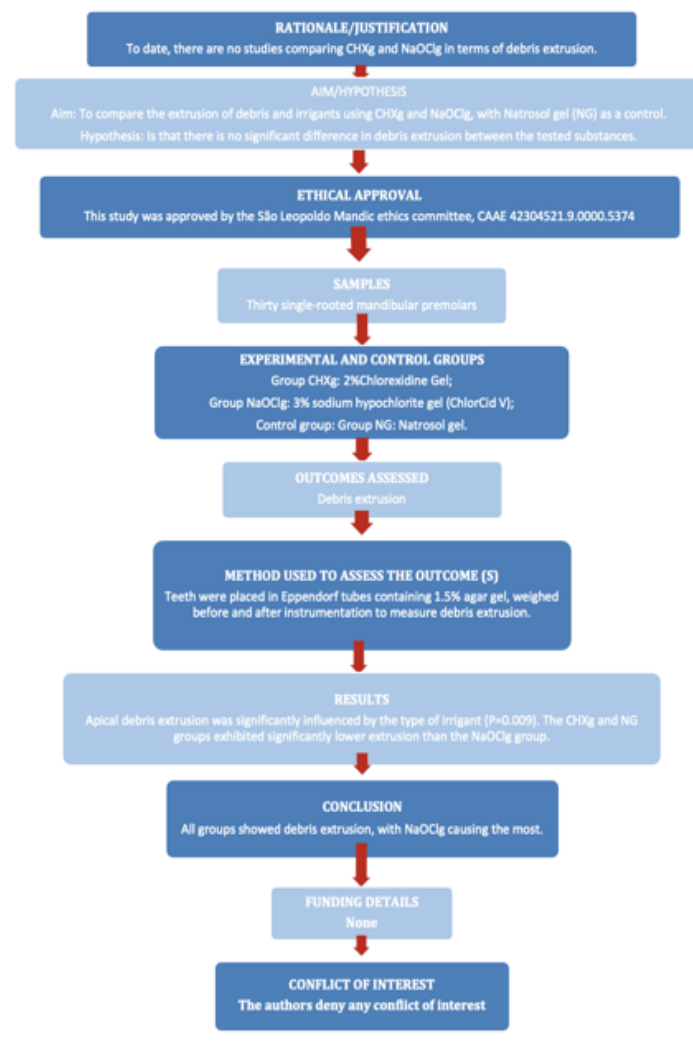 RATIONALE/JUSTIFICATION
To date, there are no studies comparing CHXg and NaOClg in terms of debris extrusion.
AIM/HYPOTHESIS
Aim: To compare the extrusion of debris and irrigants using CHXg and NaOClg, with Natrosol gel (NG) as a control.
Hypothesis: Is that there is no significant difference in debris extrusion between the tested substances.
ETHICAL APPROVAL
This study was approved by the São Leopoldo Mandic ethics committee, CAAE 42304521.9.0000.5374
SAMPLES
Thirty single-rooted mandibular premolars
EXPERIMENTAL AND CONTROL GROUPS
Group CHXg: 2%Chlorexidine Gel;
Group NaOClg: 3% sodium hypochlorite gel (ChlorCid V);
Control group: Group NG: Natrosol gel.
OUTCOMES ASSESSED
Debris extrusion
METHOD USED TO ASSESS THE OUTCOME (S)
Teeth were placed in Eppendorf tubes containing 1.5% agar gel, weighed
before and after instrumentation to measure debris extrusion.
RESULTS
Apical debris extrusion was significantly influenced by the type of irrigant (P=0.009). The CHXg and NG
groups exhibited significantly lower extrusion than the NaOClg group.
CONCLUSION
All groups showed debris extrusion, with NaOClg causing the most.
FUNDING DETAILS
None
CONFLICT OF INTEREST
The authors deny any conflict of interest